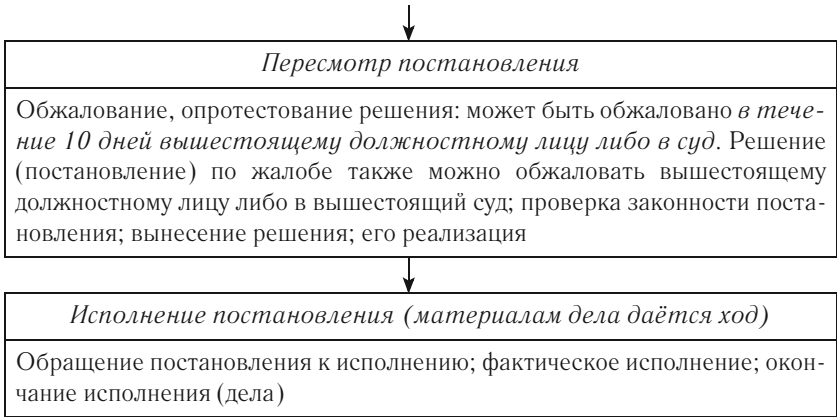 Пересмотр постановления
Обжалование, опротестование решения: может быть обжаловано в тече-
ние 10 дней вышестоящему должностному лицу либо в суд. Решение
(постановление) по жалобе также можно обжаловать вышестоящему
должностному лицу либо в вышестоящий суд; проверка законности поста-
новления; вынесение решения; его реализация
Исполнение постановления (материалам дела даётся ход)
Обращение постановления к исполнению; фактическое исполнение; окон-
чание исполнения (дела)